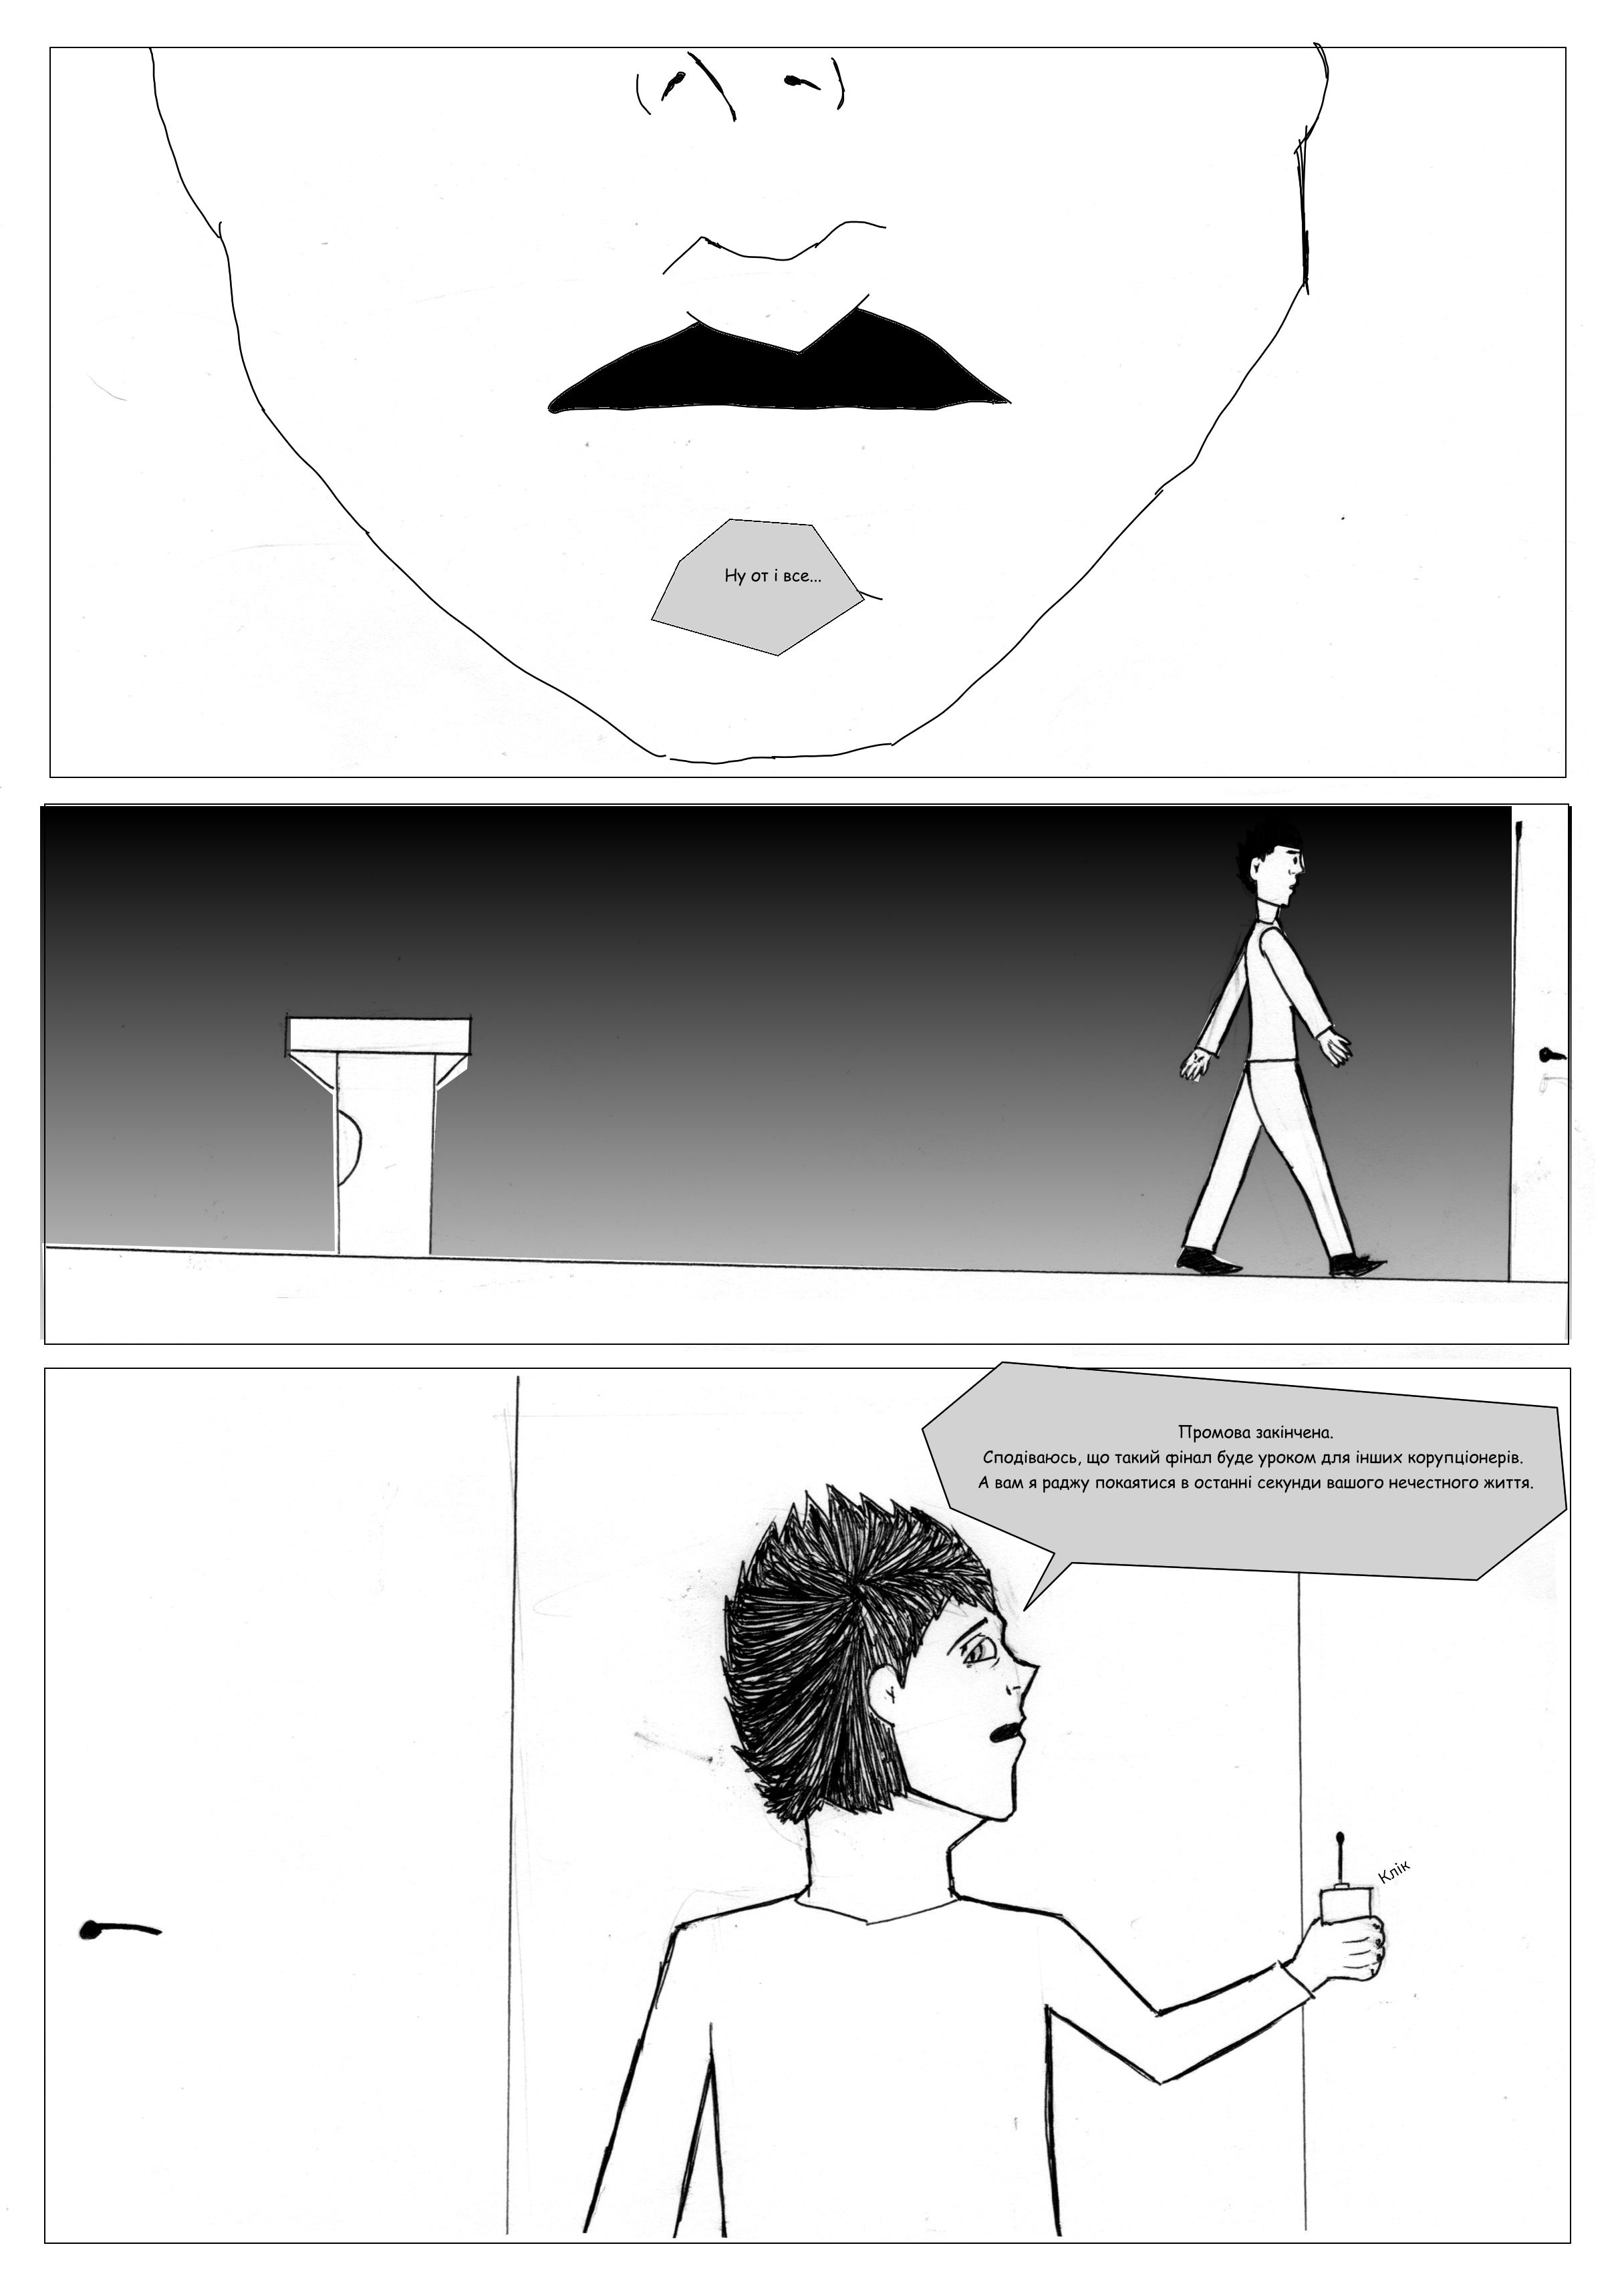 Ну от і все...
Промова закінчена.
Сподіваюсь, що такий фінал буде уроком для інших корупціонерів.
А вам я раджу покаятися в останні секунди вашого нечестного життя.
Клік